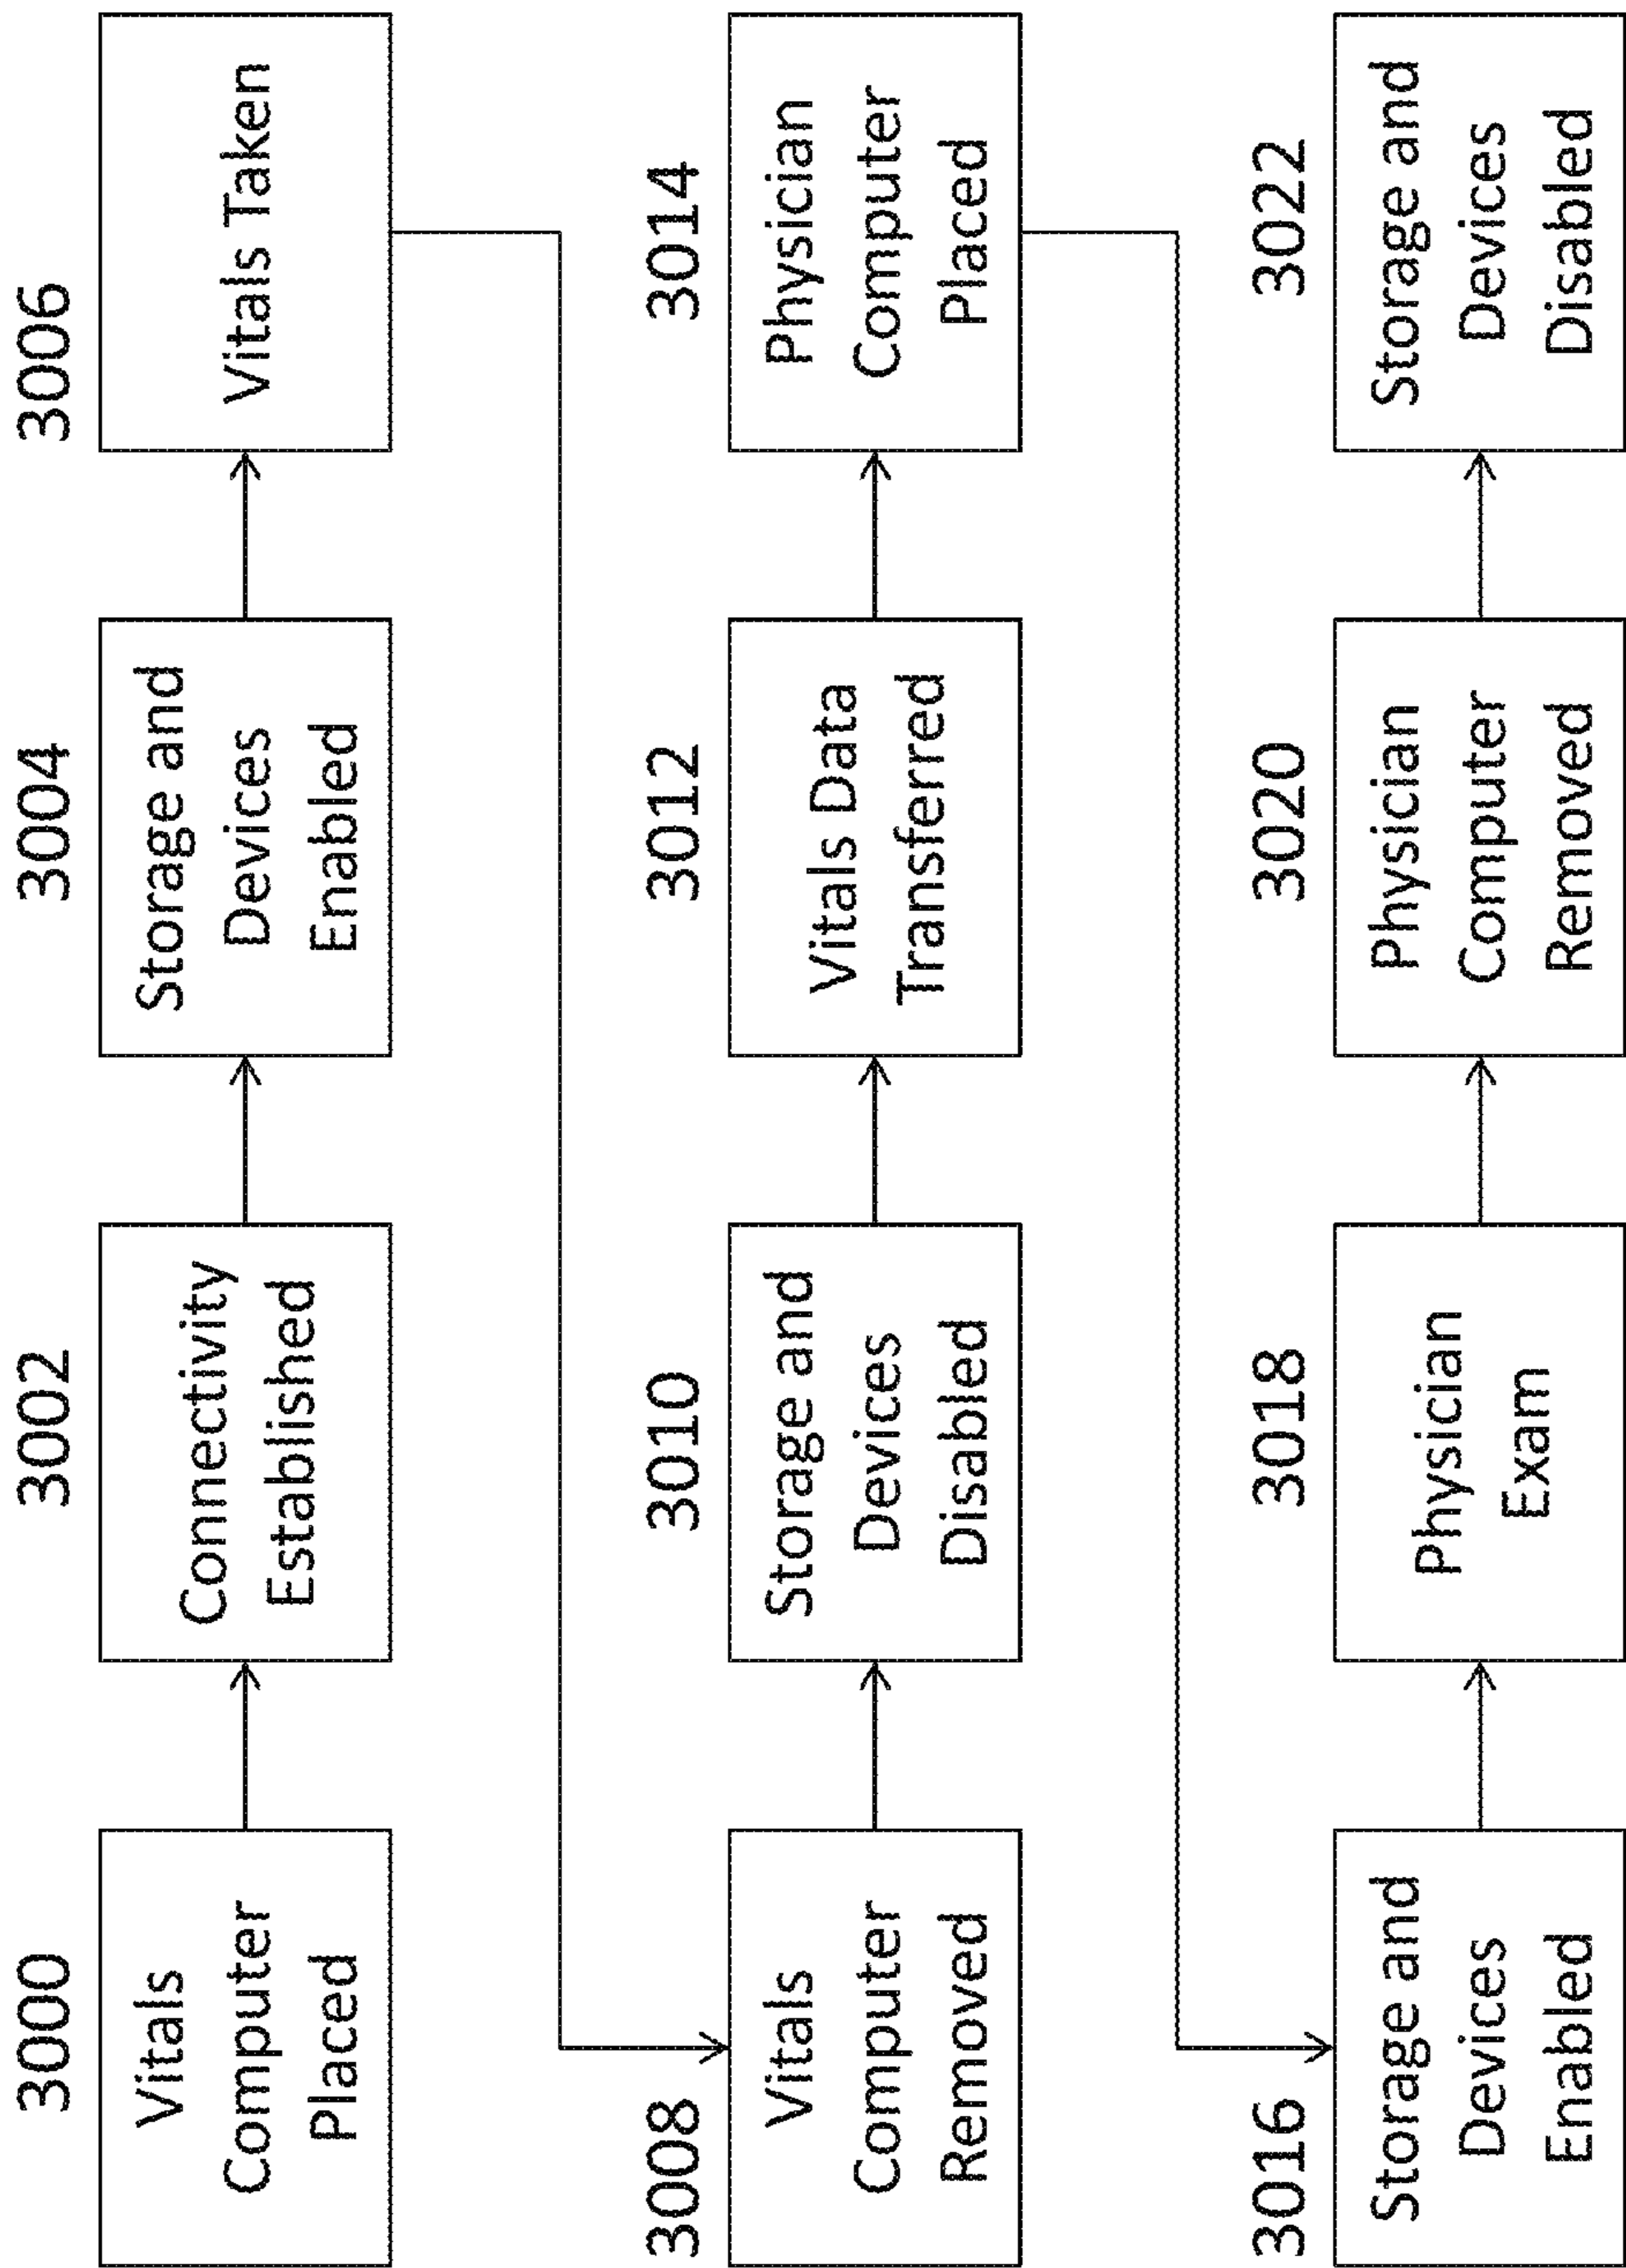 3000
Vitals
Computer
Placed
3002
Connectivity
Established
3004
Storage and
Devices
Enabled
3006
Vitals Taken
3008
Vitals
Computer
Removed
3010
Storage and
Devices
Disabled
3012
Vitals Data
Transferred
3014
Physician
Computer
Placed
3016
Storage and
Devices
Enabled
3018
Physician
Exam
3020
Physician
Computer
Removed
3022
Storage and
Devices
Disabled